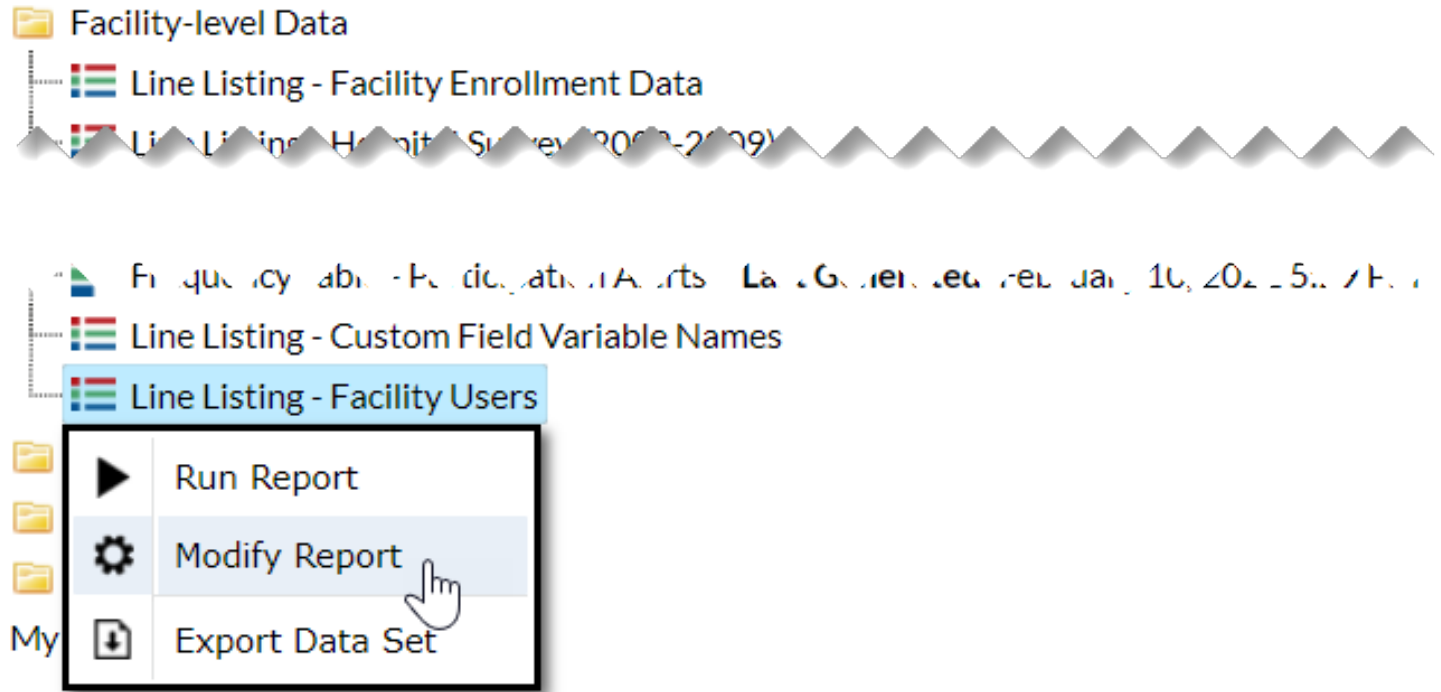 Facility-level Data
Line Listing - Facility Enrollment Data
Line Listing - Custom Field Variable Names
Line Listing - Facility Users
Run Report
Modify Report
Export Data Set
My